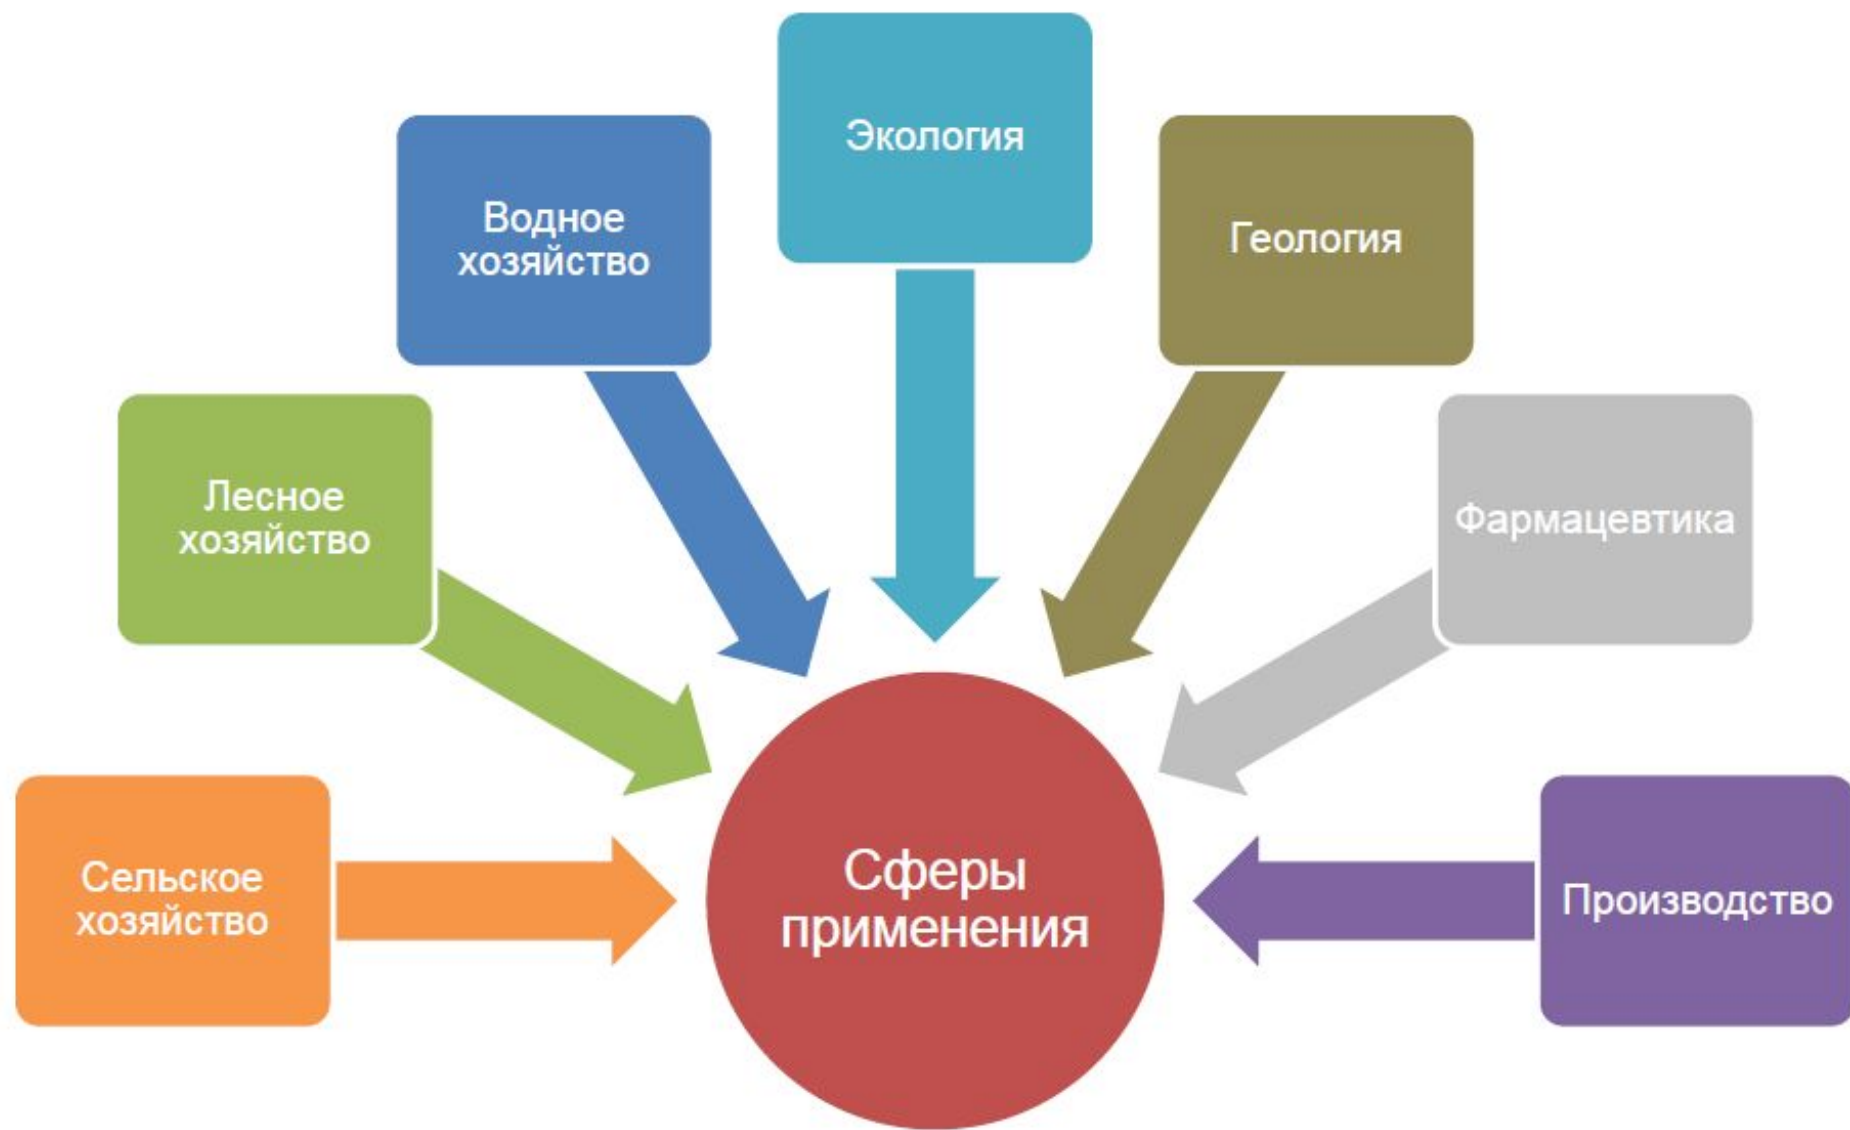 Экология
Водное
хозяйство
Геология
Лесное
хозяйство
Фармацевтика
Сельское
хозяйство
Сферы
применения
Производство